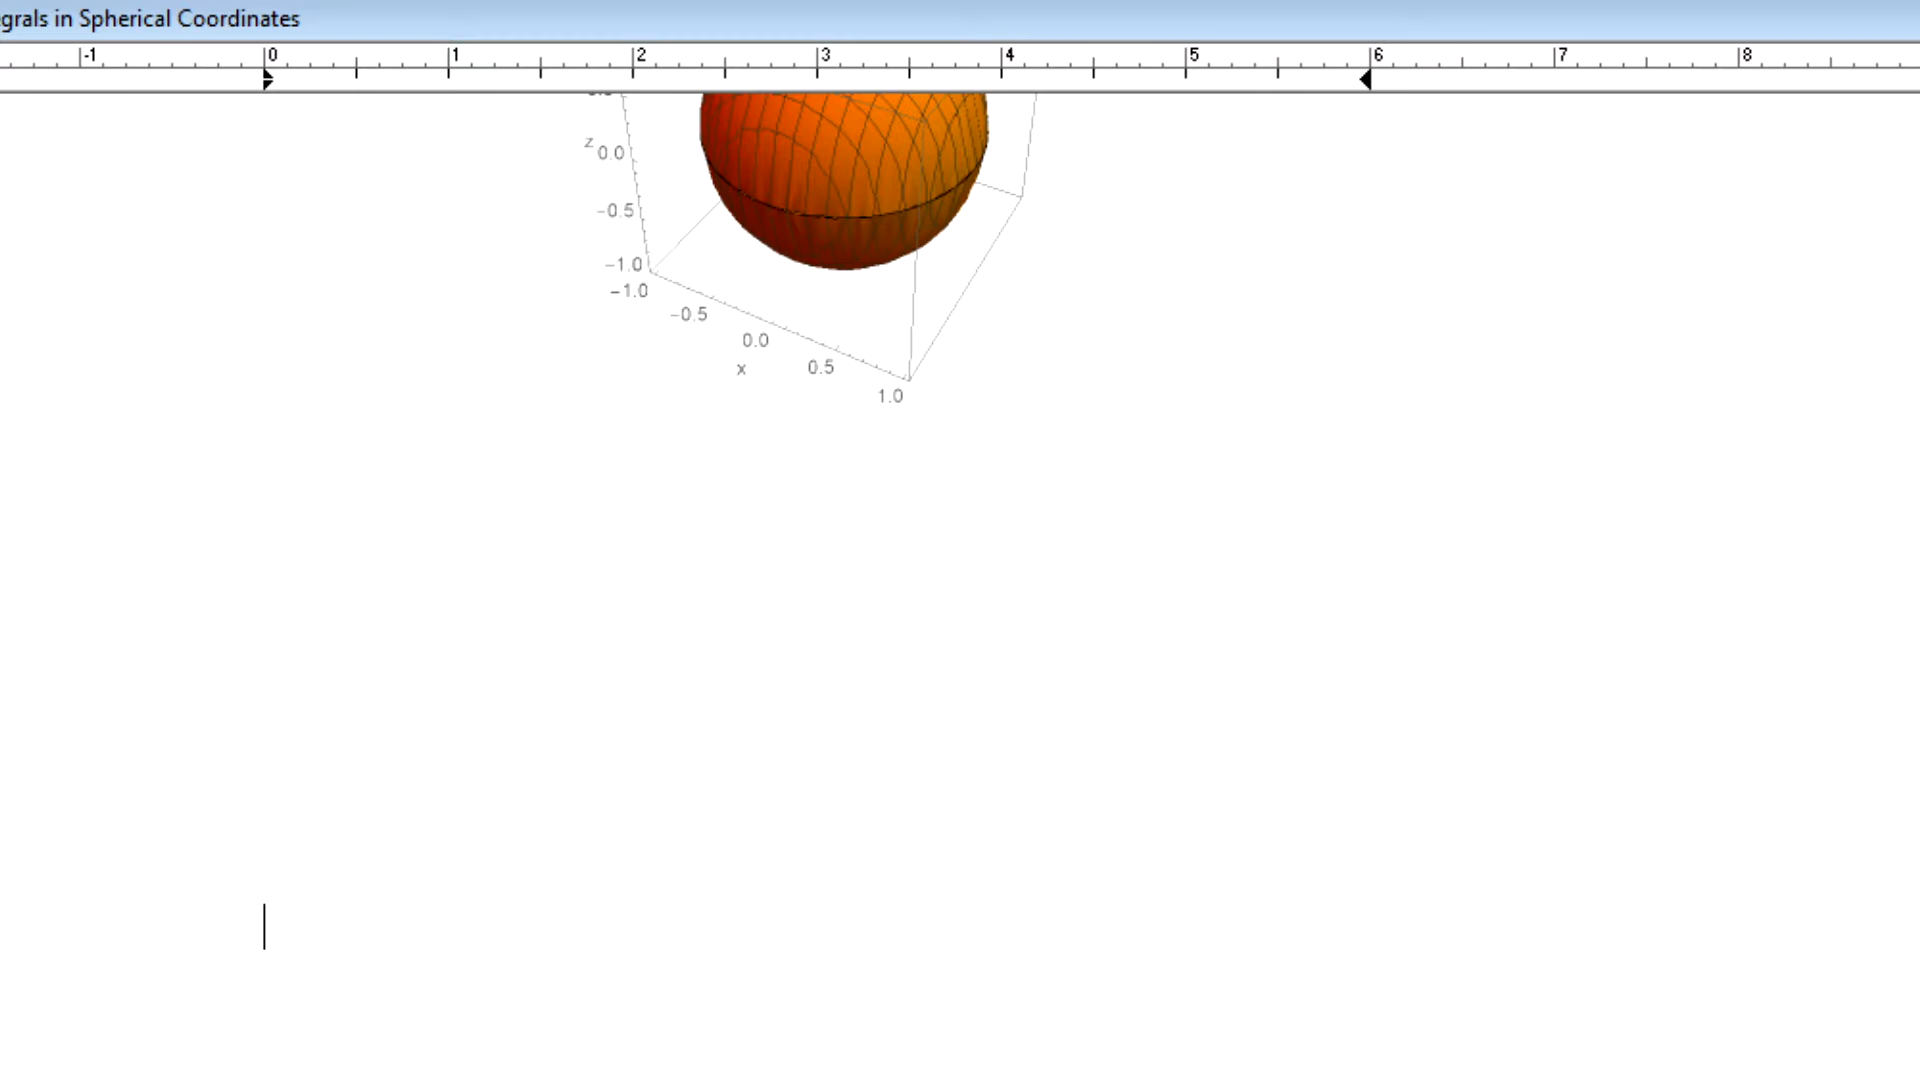 grals in Spherical Coordinates
-1 0 1 2 3 4 5 6 7 8
z
0.0
-0.5
-1.0
-1.0
-0.5
0.0
x
0.5
1.0